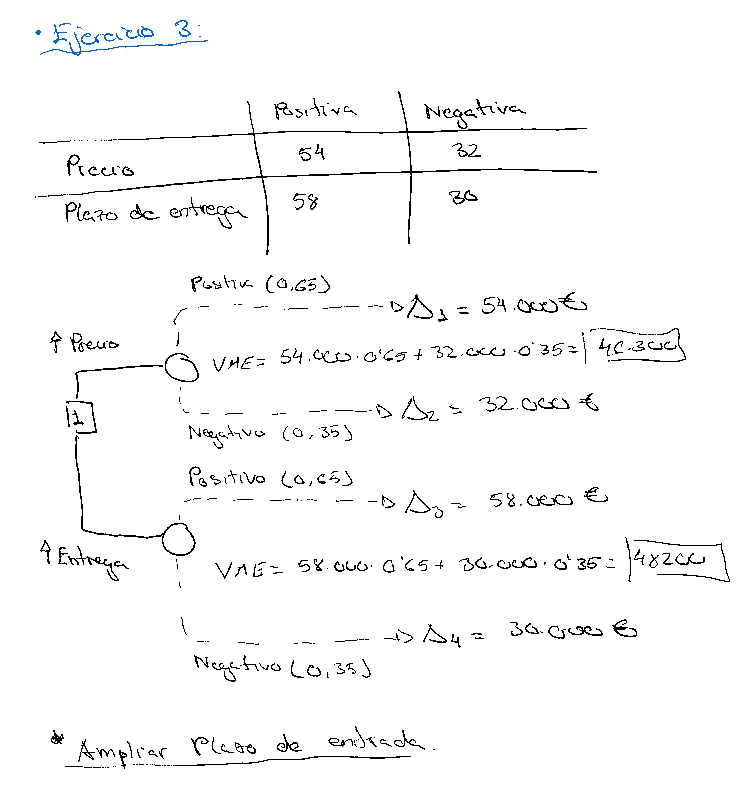 • Ejercicio 3:
Positiva Negativa
Precio 54 32
Plazo de entrega 58 30
Positiva (0,65)
Δ1 = 54.000 €
↑ Precio
VME = 54.000 · 0'65 + 32.000 · 0'35 = 46.300
1
Δ2 = 32.000 €
Negativo (0,35)
Positivo (0,65)
Δ3 = 58.000 €
↑ Entrega
VME = 58.000 · 0'65 + 30.000 · 0'35 = 48200
Δ4 = 30.000 €
Negativo (0,35)
* Ampliar Plazo de entrada.